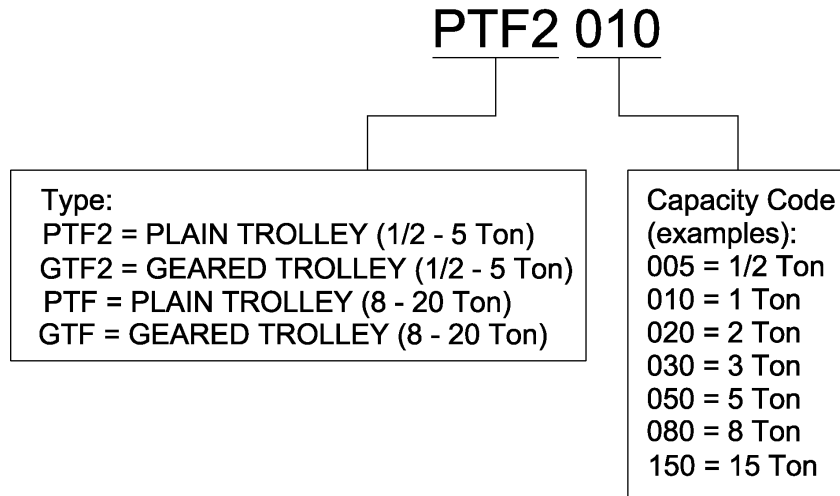 PTF2 010
Type:
PTF2 = PLAIN TROLLEY (1/2 - 5 Ton)
GTF2 = GEARED TROLLEY (1/2 - 5 Ton)
PTF = PLAIN TROLLEY (8 - 20 Ton)
GTF = GEARED TROLLEY (8 - 20 Ton)
Capacity Code
(examples):
005 = 1/2 Ton
010 = 1 Ton
020 = 2 Ton
030 = 3 Ton
050 = 5 Ton
080 = 8 Ton
150 = 15 Ton